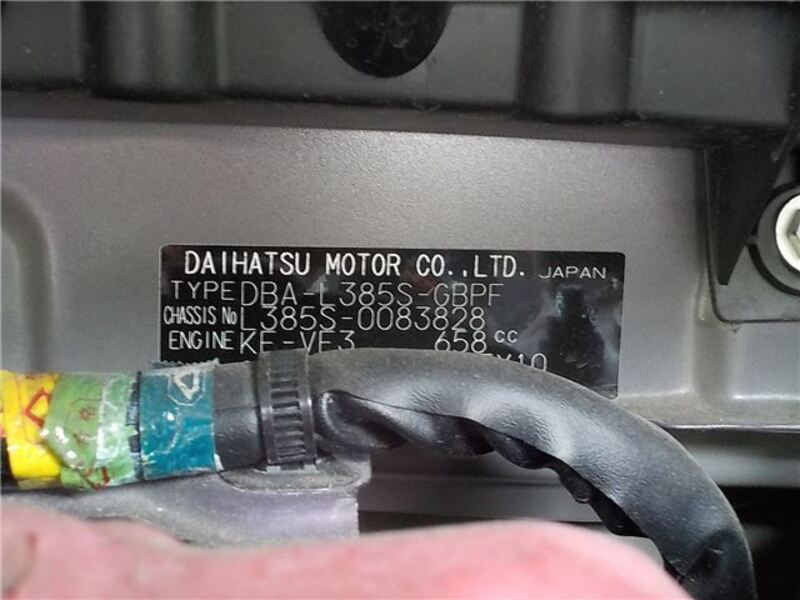 DAIHATSU MOTOR CO.,LTD. JAPAN
TYPE DBA-L385S-GBPF
CHASSIS No L385S-0083828
ENGINE KF-VE3 658 cc